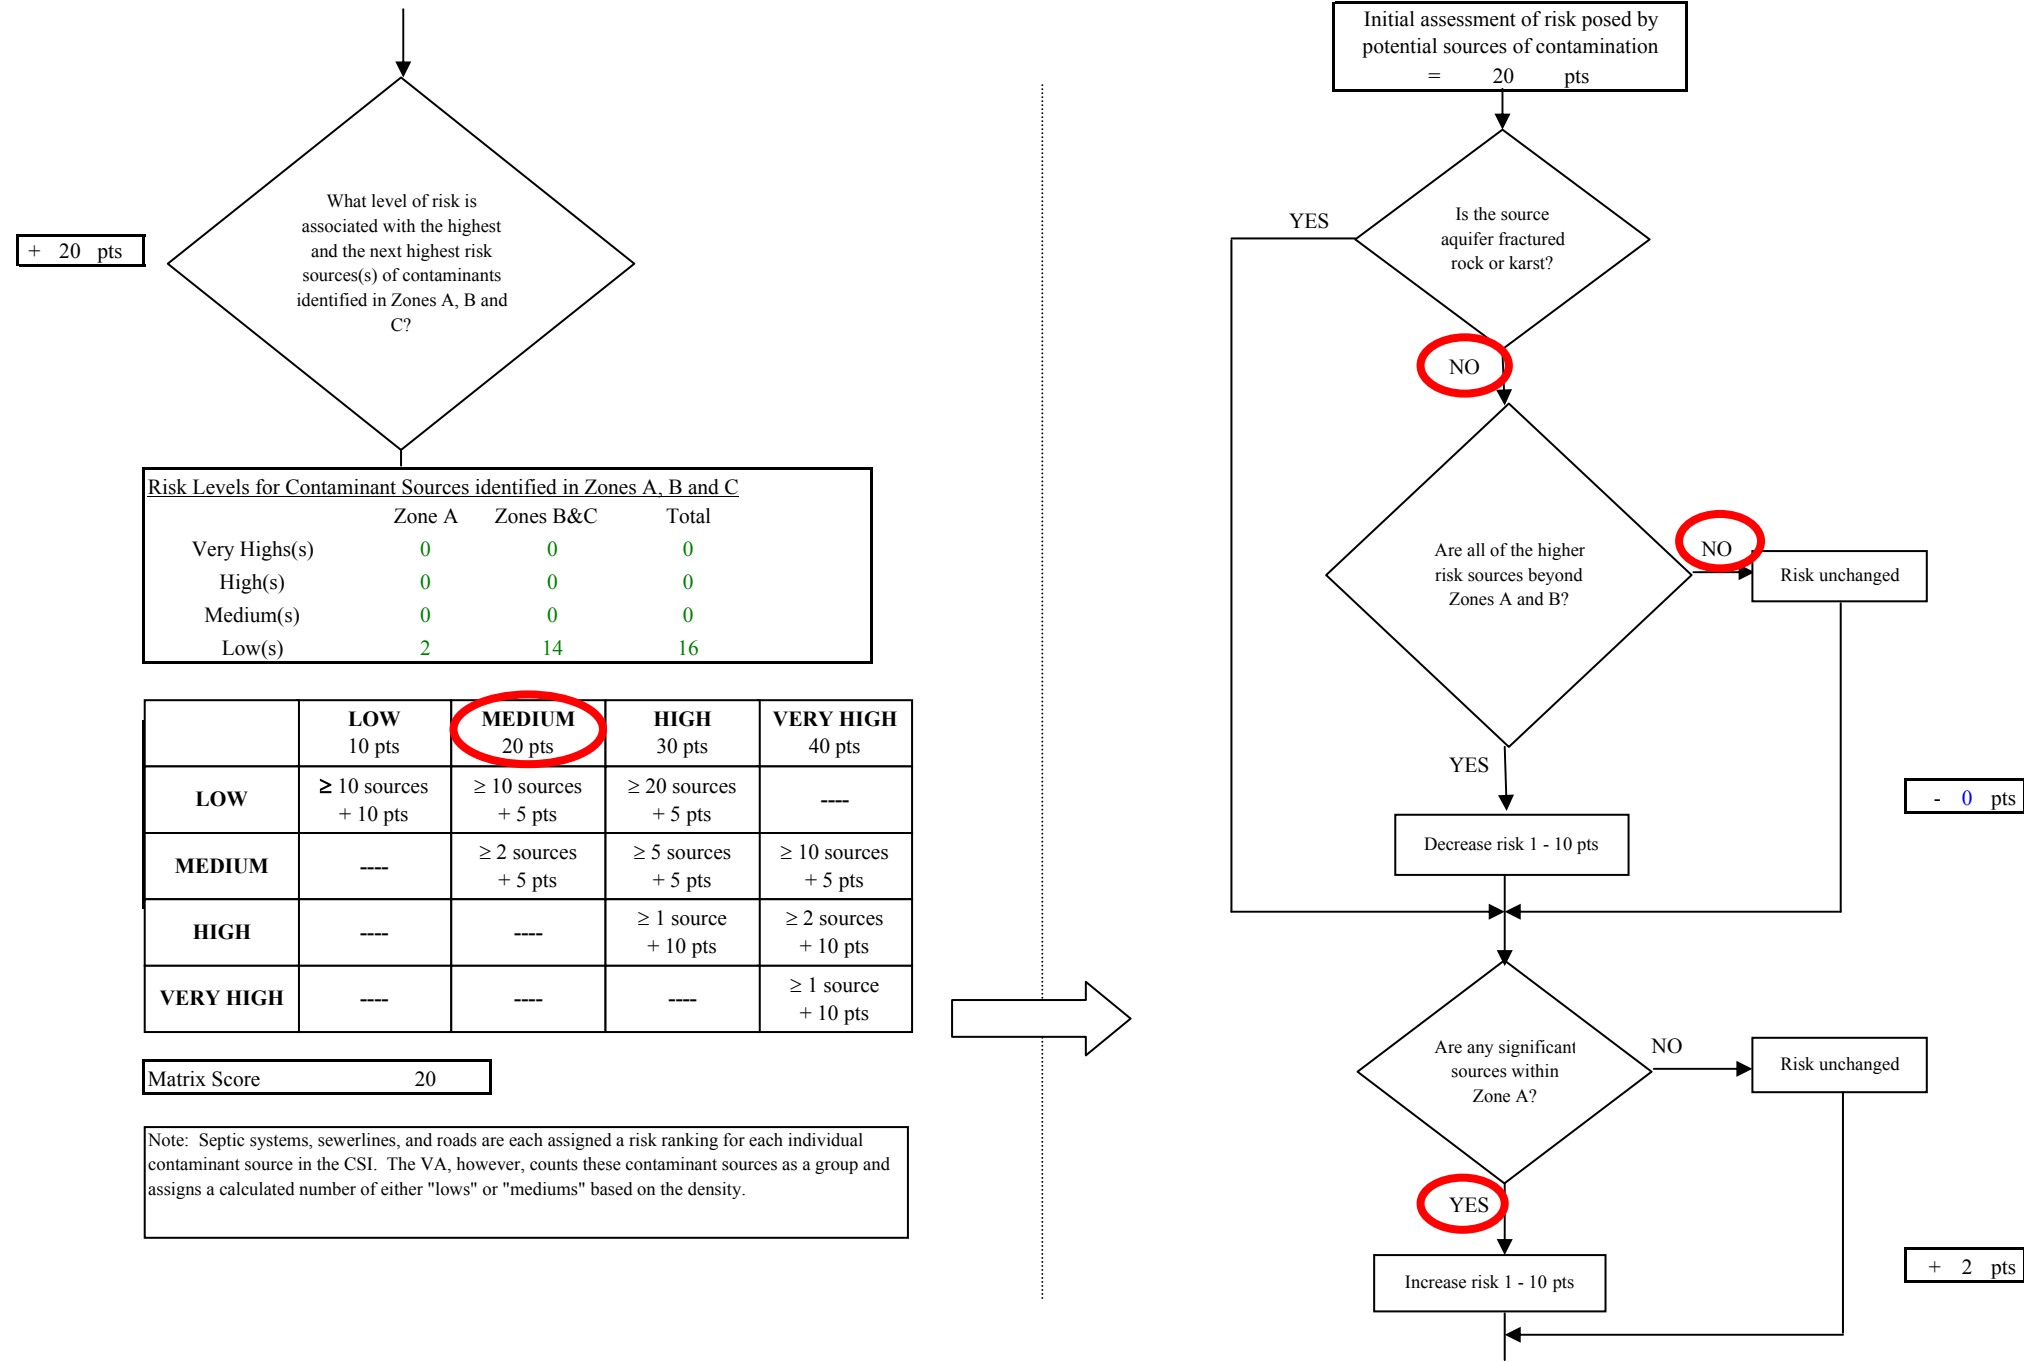 What level of risk is
associated with the highest
and the next highest risk
sources(s) of contaminants
identified in Zones A, B and
C?
+ 20 pts
Risk Levels for Contaminant Sources identified in Zones A, B and C
Zone A Zones B&C Total
Very Highs(s) 0 0 0
High(s) 0 0 0
Medium(s) 0 0 0
Low(s) 2 14 16
LOW MEDIUM HIGH VERY HIGH
10 pts 20 pts 30 pts 40 pts
LOW ≥ 10 sources ≥ 10 sources ≥ 20 sources ----
+ 10 pts + 5 pts + 5 pts
MEDIUM ---- ≥ 2 sources ≥ 5 sources ≥ 10 sources
+ 5 pts + 5 pts + 5 pts
HIGH ---- ---- ≥ 1 source ≥ 2 sources
+ 10 pts + 10 pts
VERY HIGH ---- ---- ---- ≥ 1 source
+ 10 pts
Matrix Score 20
Note: Septic systems, sewerlines, and roads are each assigned a risk ranking for each individual
contaminant source in the CSI. The VA, however, counts these contaminant sources as a group and
assigns a calculated number of either "lows" or "mediums" based on the density.
Initial assessment of risk posed by
potential sources of contamination
= 20 pts
Is the source
aquifer fractured
rock or karst?
YES
NO
Are all of the higher
risk sources beyond
Zones A and B?
NO
Risk unchanged
YES
- 0 pts
Decrease risk 1 - 10 pts
Are any significant
sources within
Zone A?
NO
Risk unchanged
YES
+ 2 pts
Increase risk 1 - 10 pts